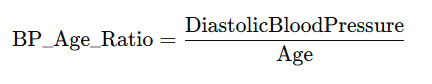 BP_Age_Ratio = DiastolicBloodPressure
Age